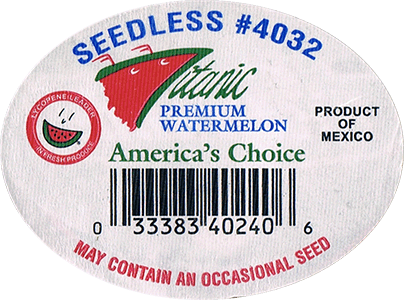 SEEDLESS #4032
Titanic
PREMIUM
WATERMELON
PRODUCT
OF
MEXICO
LYCOPENE LEADER
IN FRESH PRODUCE
America's Choice
0 33383 40240 6
MAY CONTAIN AN OCCASIONAL SEED